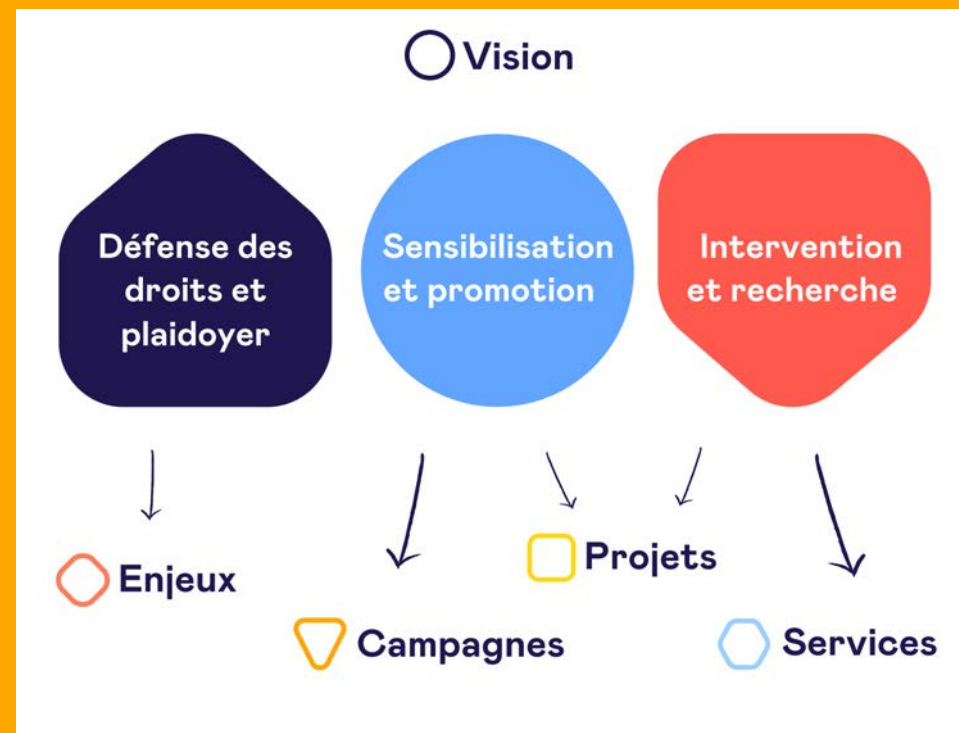 Vision
Défense des
droits et
plaidoyer
Sensibilisation
et promotion
Intervention
et recherche
Enjeux
Campagnes
Projets
Services